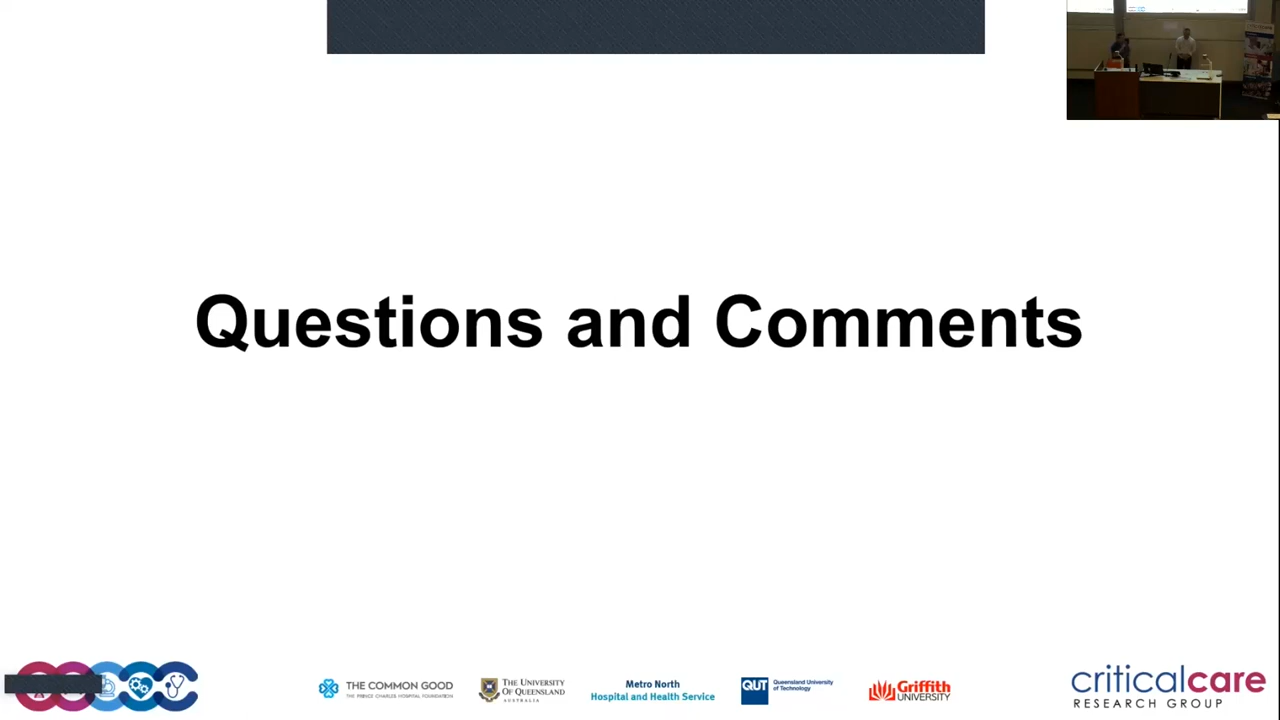 Questions and Comments
THE COMMON GOOD
THE PRINCE CHARLES HOSPITAL FOUNDATION
THE UNIVERSITY
OF QUEENSLAND
AUSTRALIA
Metro North
Hospital and Health Service
QUT
Queensland University
of Technology
Griffith
UNIVERSITY
criticalcare
RESEARCH GROUP